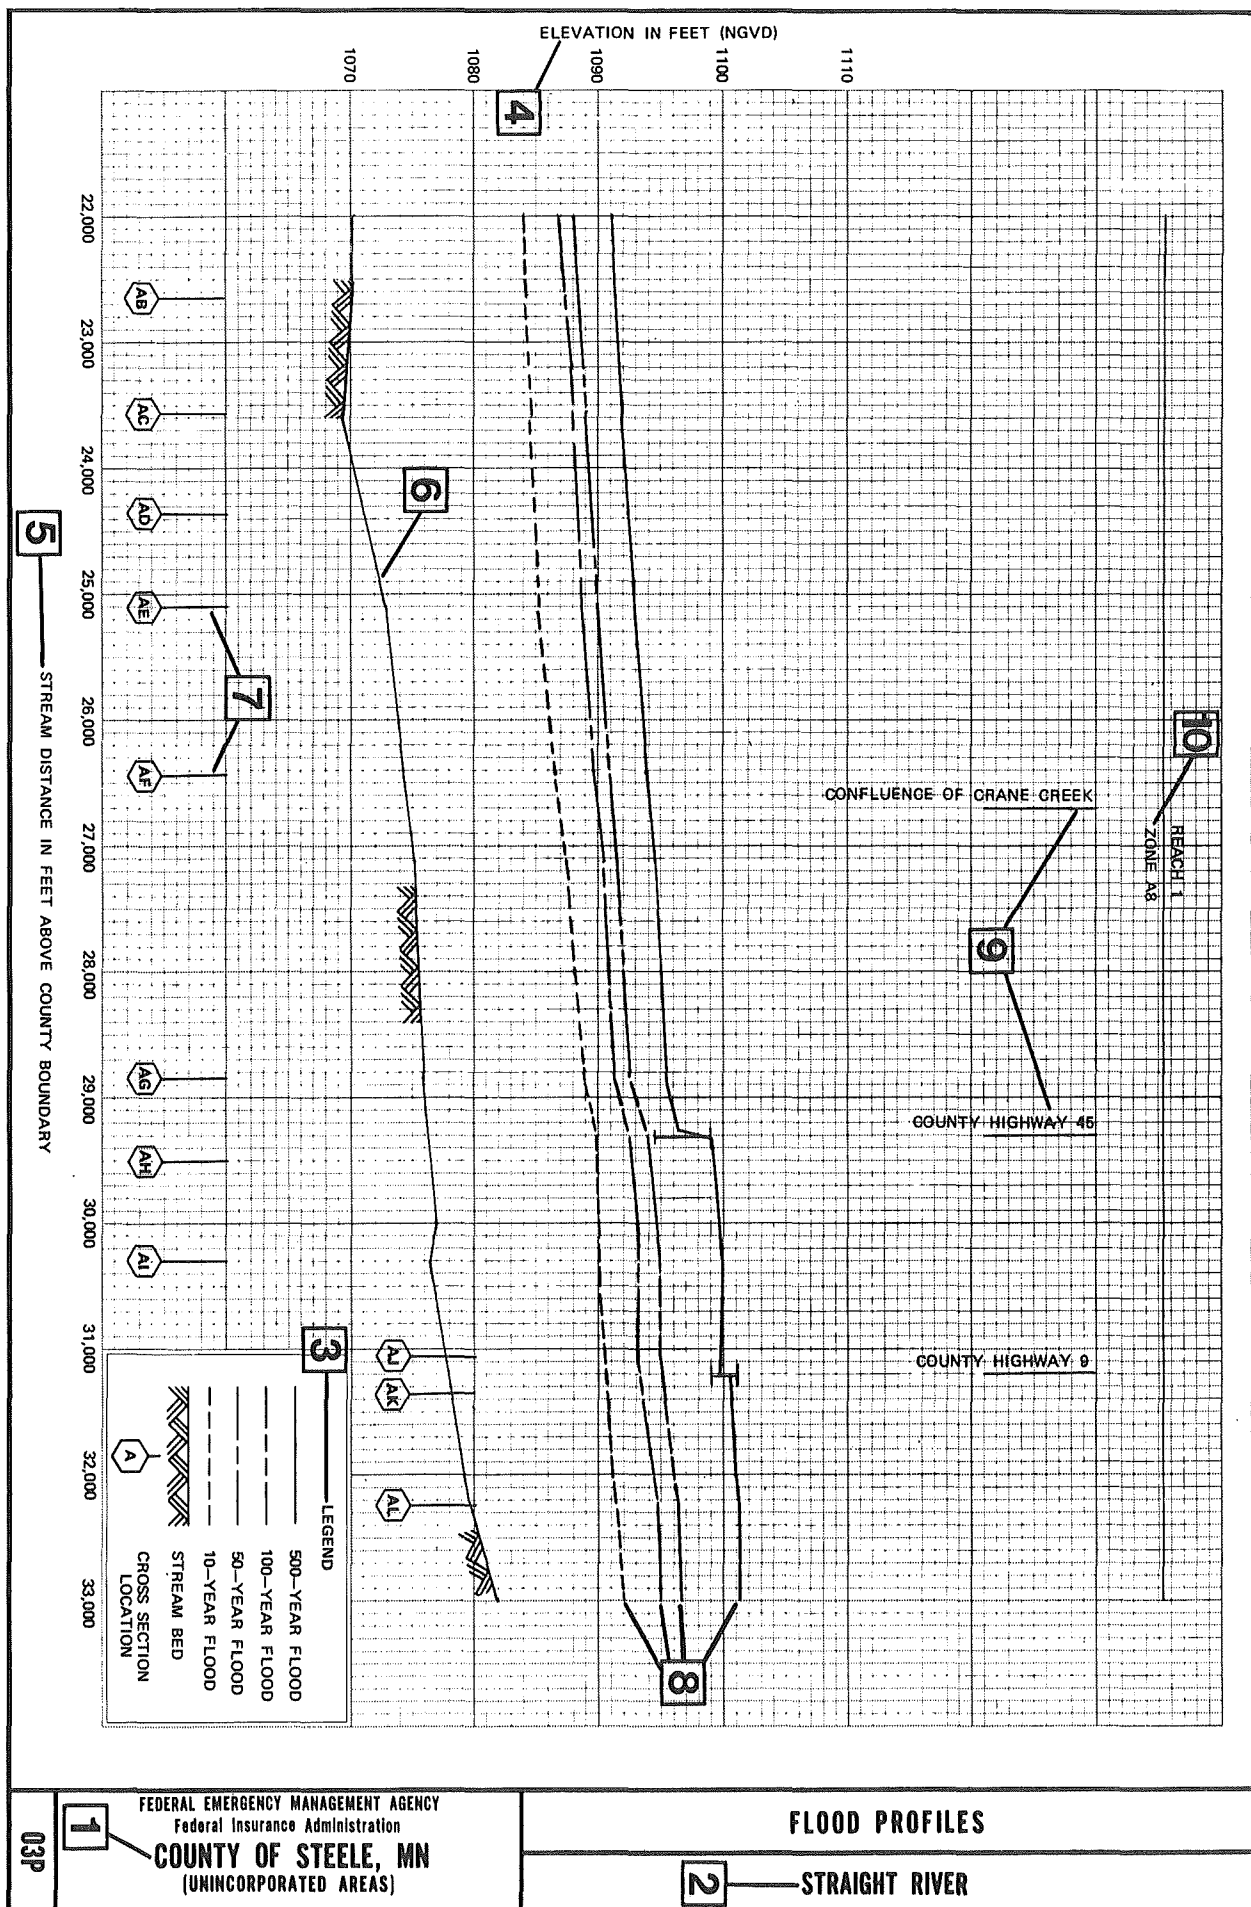 ELEVATION IN FEET (NGVD)
1070
1080
1090
1100
1110
4
22,000
23,000
24,000
25,000
26,000
27,000
28,000
29,000
30,000
31,000
32,000
33,000
AB
AC
AD
AE
AF
AG
AH
AI
AJ
AK
AL
5
STREAM DISTANCE IN FEET ABOVE COUNTY BOUNDARY
6
7
10
REACH 1
ZONE A8
CONFLUENCE OF CRANE CREEK
9
COUNTY HIGHWAY 45
COUNTY HIGHWAY 9
8
3
LEGEND
500-YEAR FLOOD
100-YEAR FLOOD
50-YEAR FLOOD
10-YEAR FLOOD
STREAM BED
A
CROSS SECTION
LOCATION
FEDERAL EMERGENCY MANAGEMENT AGENCY
Federal Insurance Administration
1
COUNTY OF STEELE, MN
(UNINCORPORATED AREAS)
03P
FLOOD PROFILES
2
STRAIGHT RIVER